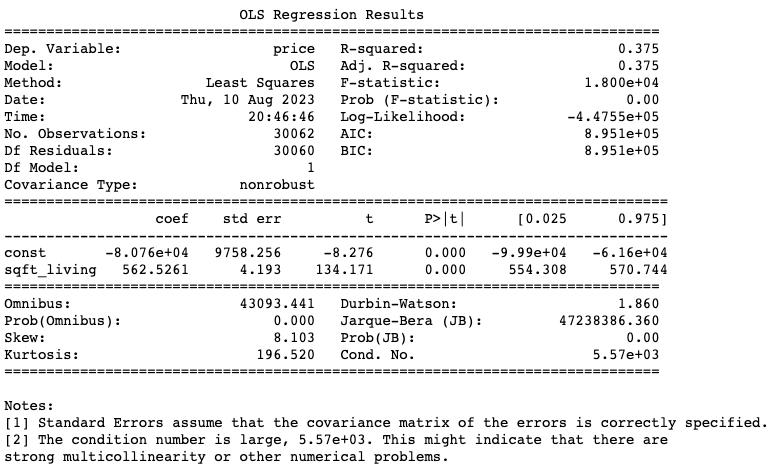 OLS Regression Results
==============================================================================
Dep. Variable:                  price   R-squared:                       0.375
Model:                            OLS   Adj. R-squared:                  0.375
Method:                 Least Squares   F-statistic:                 1.800e+04
Date:                Thu, 10 Aug 2023   Prob (F-statistic):               0.00
Time:                        20:46:46   Log-Likelihood:            -4.4755e+05
No. Observations:               30062   AIC:                         8.951e+05
Df Residuals:                   30060   BIC:                         8.951e+05
Df Model:                           1
Covariance Type:            nonrobust
===============================================================================
                  coef    std err          t      P>|t|      [0.025      0.975]
-------------------------------------------------------------------------------
const       -8.076e+04   9758.256     -8.276      0.000   -9.99e+04   -6.16e+04
sqft_living   562.5261      4.193    134.171      0.000     554.308     570.744
==============================================================================
Omnibus:                    43093.441   Durbin-Watson:                   1.860
Prob(Omnibus):                  0.000   Jarque-Bera (JB):         47238386.360
Skew:                           8.103   Prob(JB):                         0.00
Kurtosis:                     196.520   Cond. No.                     5.57e+03
==============================================================================
Notes:
[1] Standard Errors assume that the covariance matrix of the errors is correctly specified.
[2] The condition number is large, 5.57e+03. This might indicate that there are
strong multicollinearity or other numerical problems.